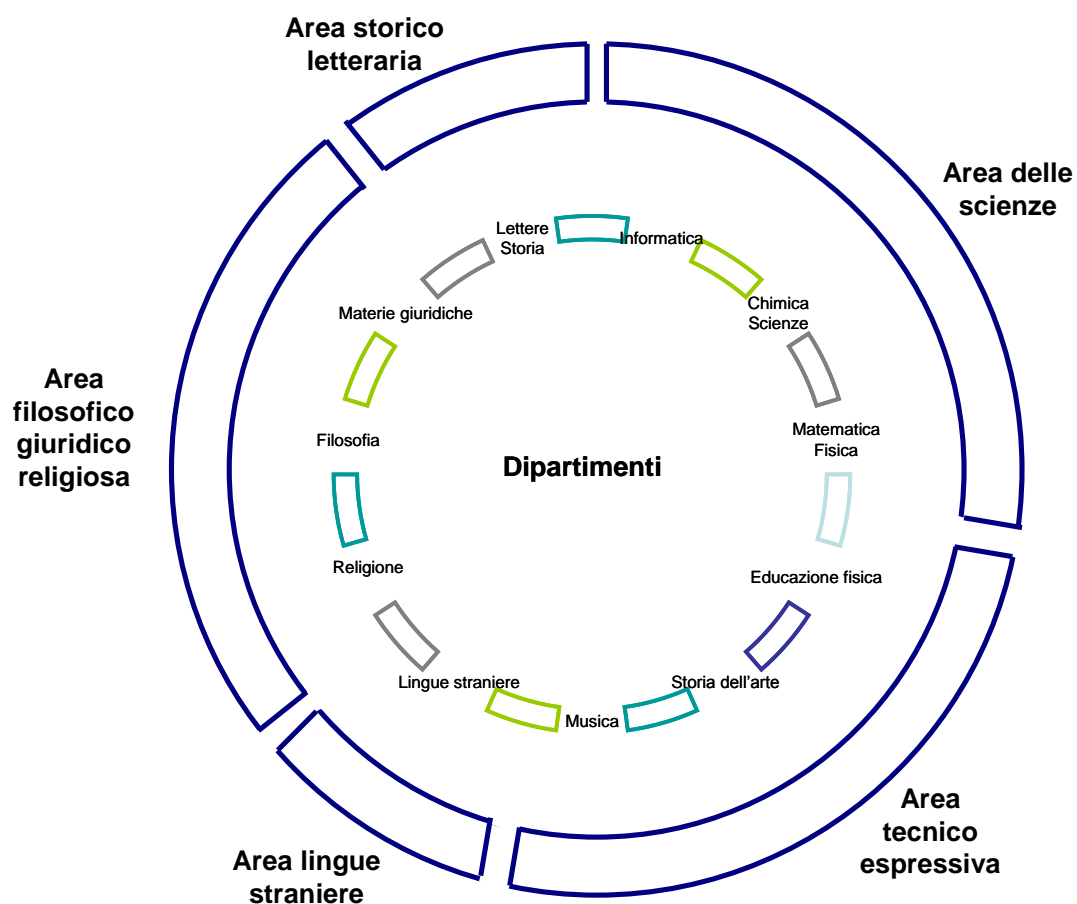 Area storico
letteraria
Area delle
scienze
Lettere
Storia
Informatica
Chimica
Scienze
Materie giuridiche
Area
filosofico
giuridico
religiosa
Filosofia
Matematica
Fisica
Dipartimenti
Religione
Educazione fisica
Lingue straniere
Storia dell'arte
Musica
Area
tecnico
espressiva
Area lingue
straniere